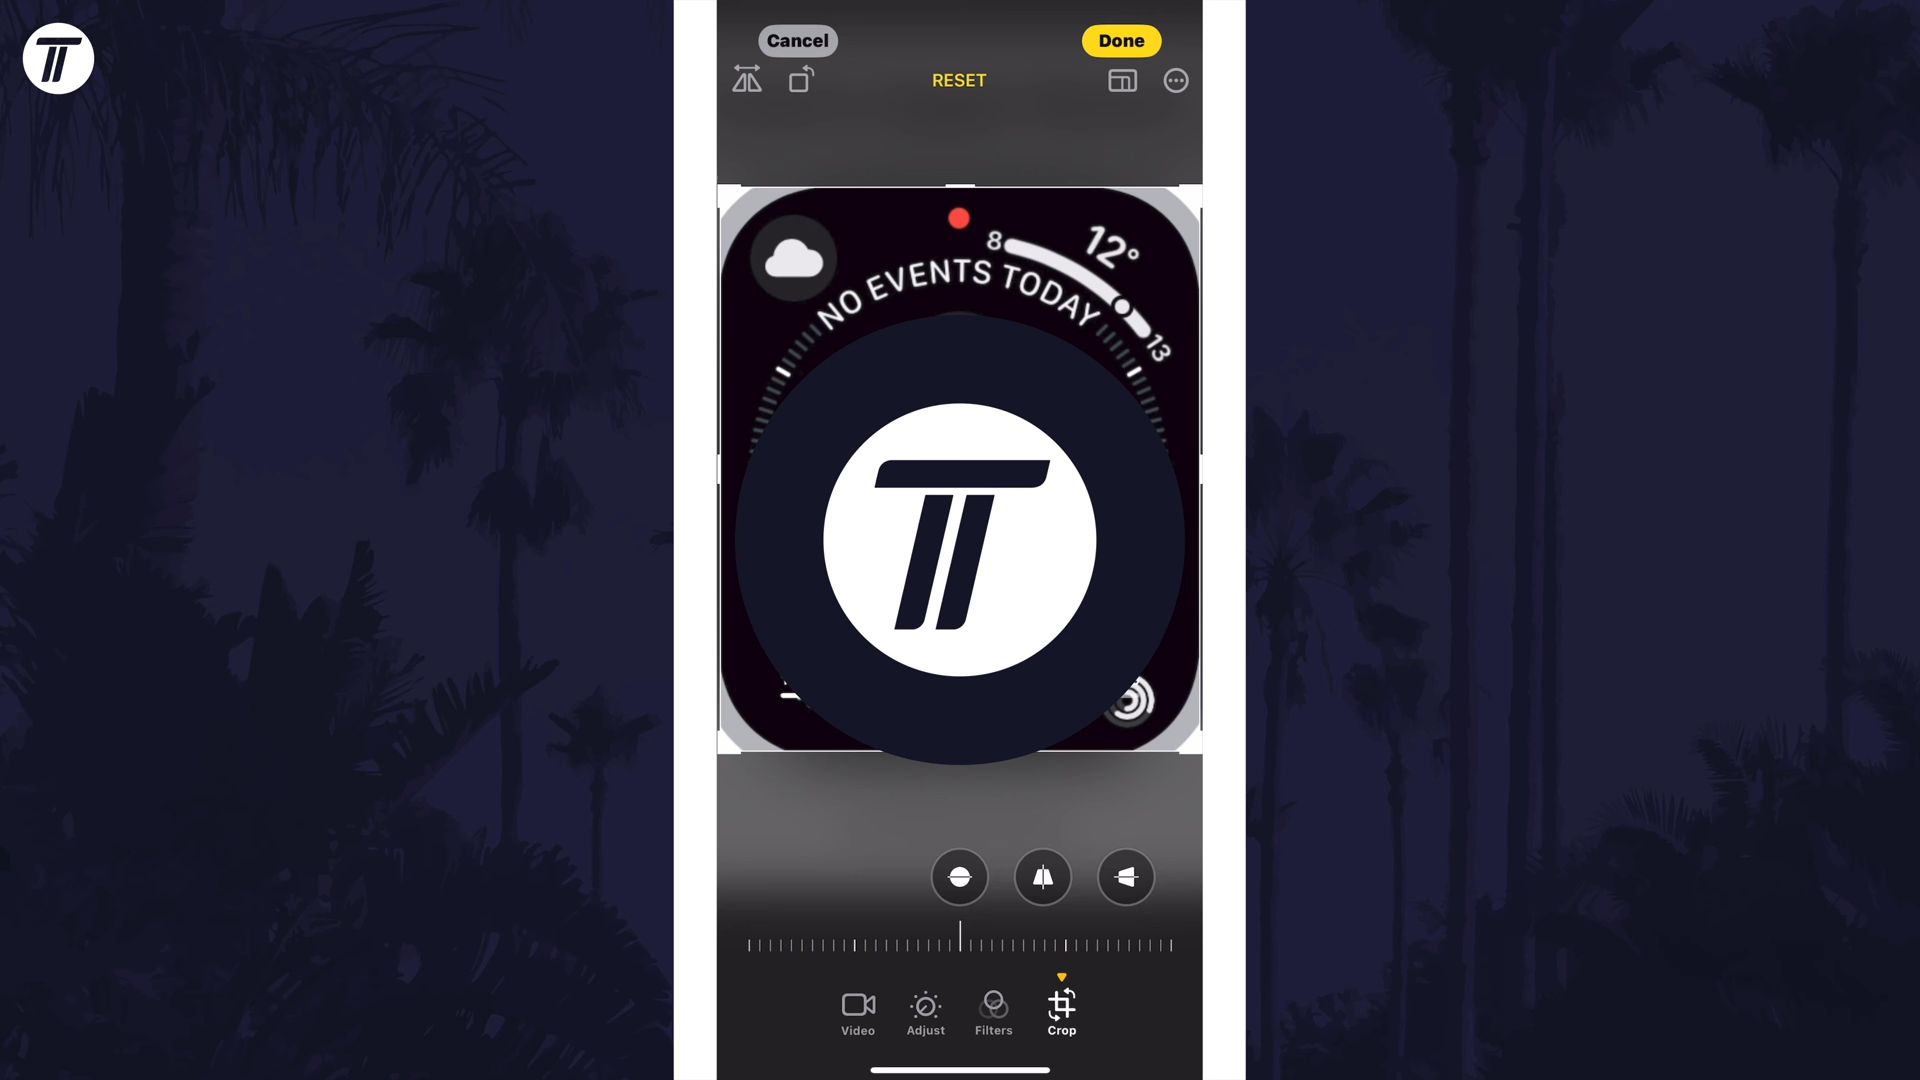 Cancel
Done
RESET
8
12°
NO EVENTS TODAY
13
Video
Adjust
Filters
Crop